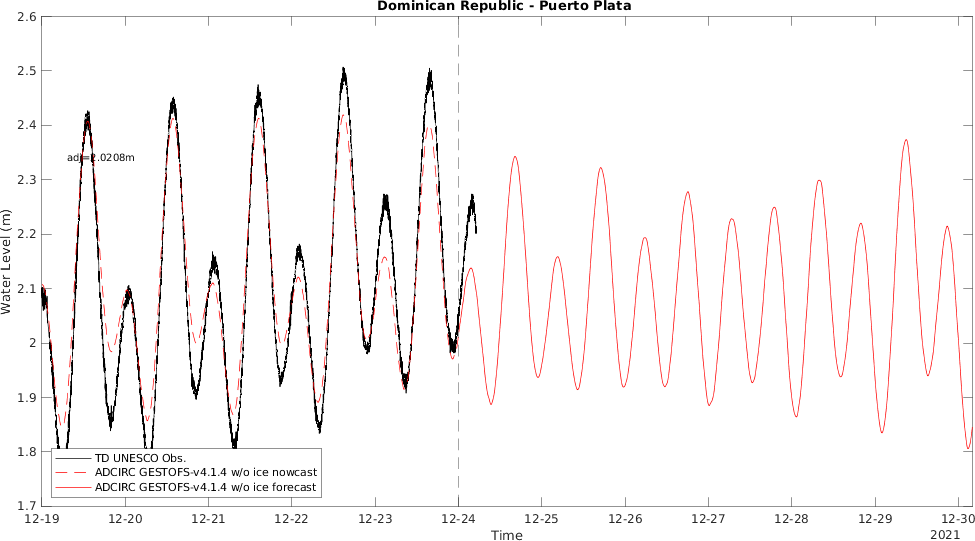 Dominican Republic - Puerto Plata
2.6
2.5
2.4
2.3
2.2
2.1
2
1.9
1.8
1.7
Water Level (m)
adj=2.0208m
TD UNESCO Obs.
ADCIRC GESTOFS-v4.1.4 w/o ice nowcast
ADCIRC GESTOFS-v4.1.4 w/o ice forecast
12-19 12-20 12-21 12-22 12-23 12-24 12-25 12-26 12-27 12-28 12-29 12-30
Time
2021